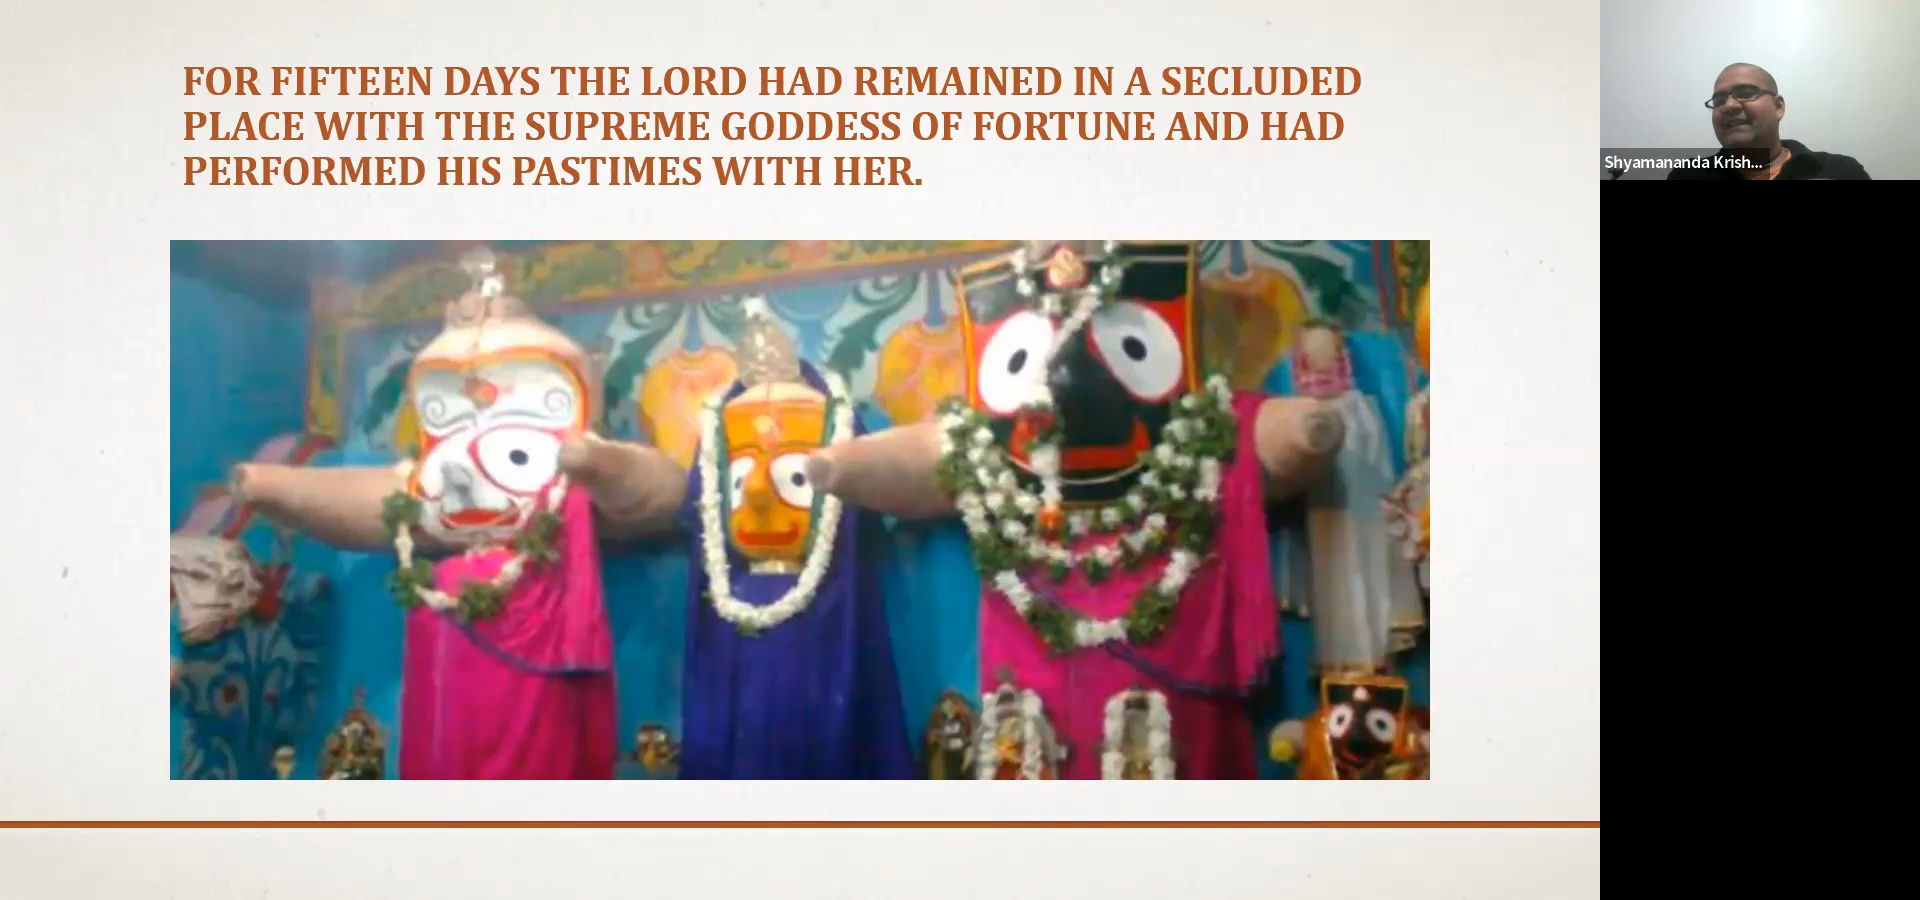 FOR FIFTEEN DAYS THE LORD HAD REMAINED IN A SECLUDED
PLACE WITH THE SUPREME GODDESS OF FORTUNE AND HAD
PERFORMED HIS PASTIMES WITH HER.
Shyamananda Krish...